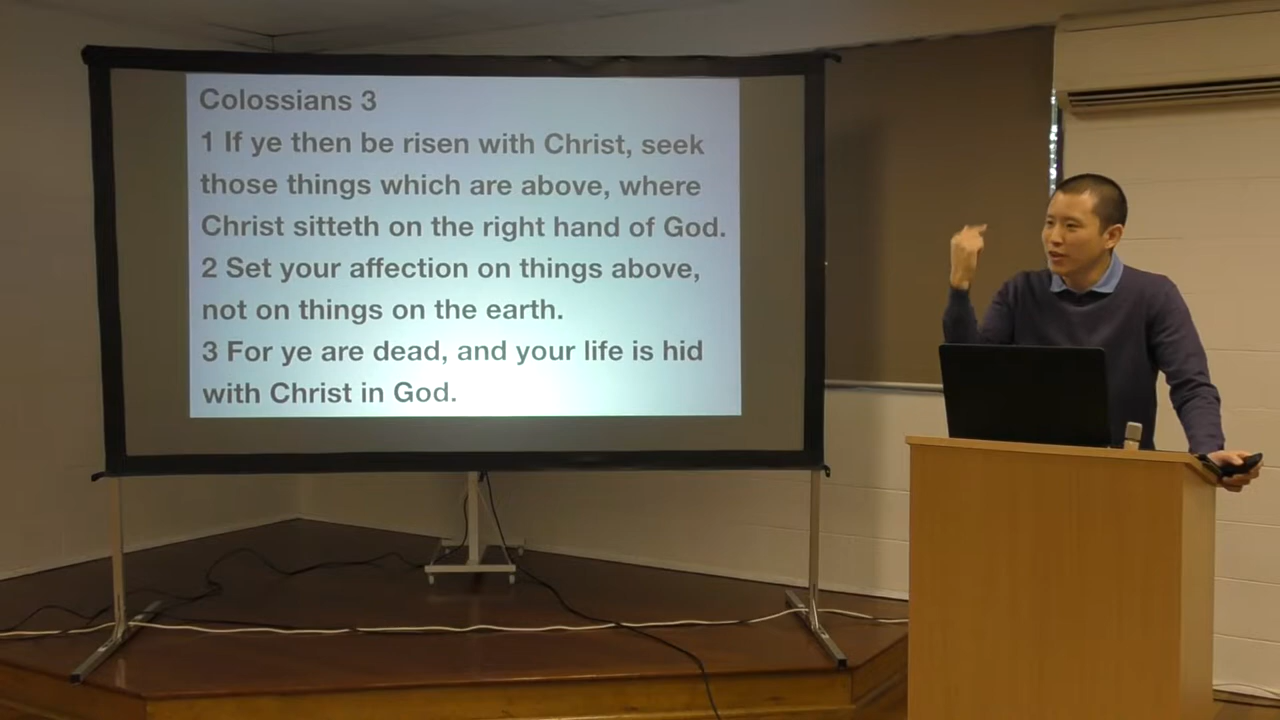 Colossians 3
1 If ye then be risen with Christ, seek
those things which are above, where
Christ sitteth on the right hand of God.
2 Set your affection on things above,
not on things on the earth.
3 For ye are dead, and your life is hid
with Christ in God.